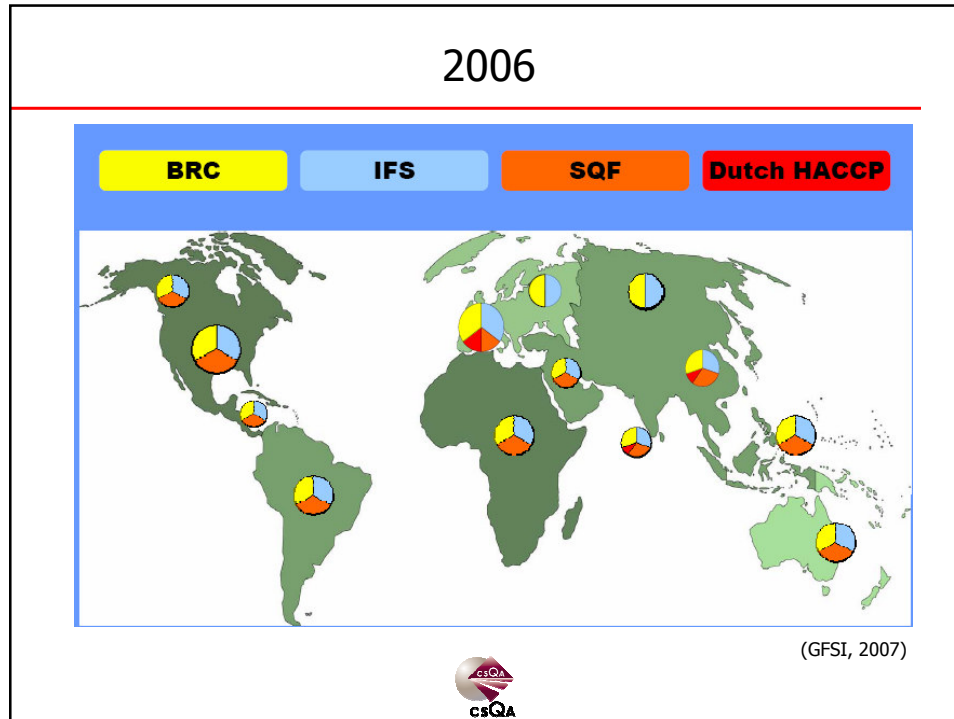 2006
BRC IFS SQF Dutch HACCP
(GFSI, 2007)
csQA
csQA